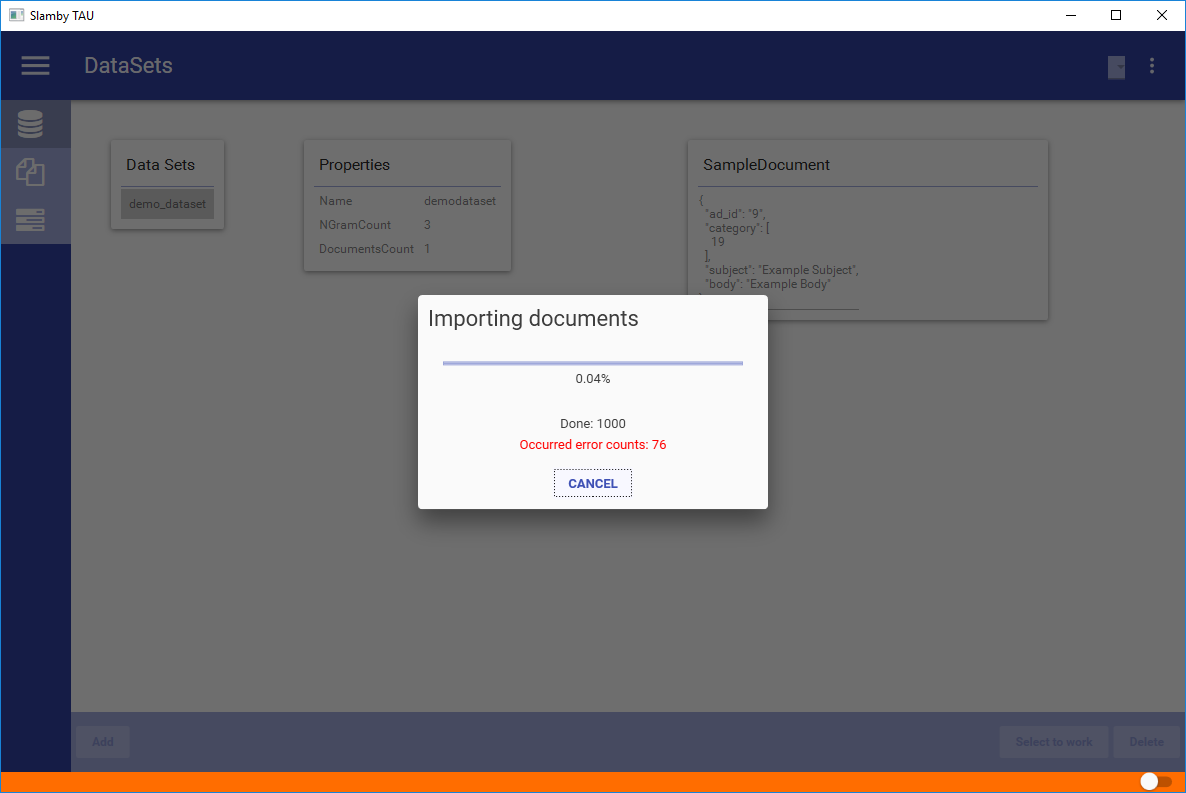 Slamby TAU
DataSets
Data Sets
demo_dataset
Properties
Name demodataset
NGramCount 3
DocumentsCount 1
SampleDocument
{
"ad_id": "9",
"category": [
19
],
"subject": "Example Subject",
"body": "Example Body"
Importing documents
0.04%
Done: 1000
Occurred error counts: 76
CANCEL
Add
Select to work
Delete